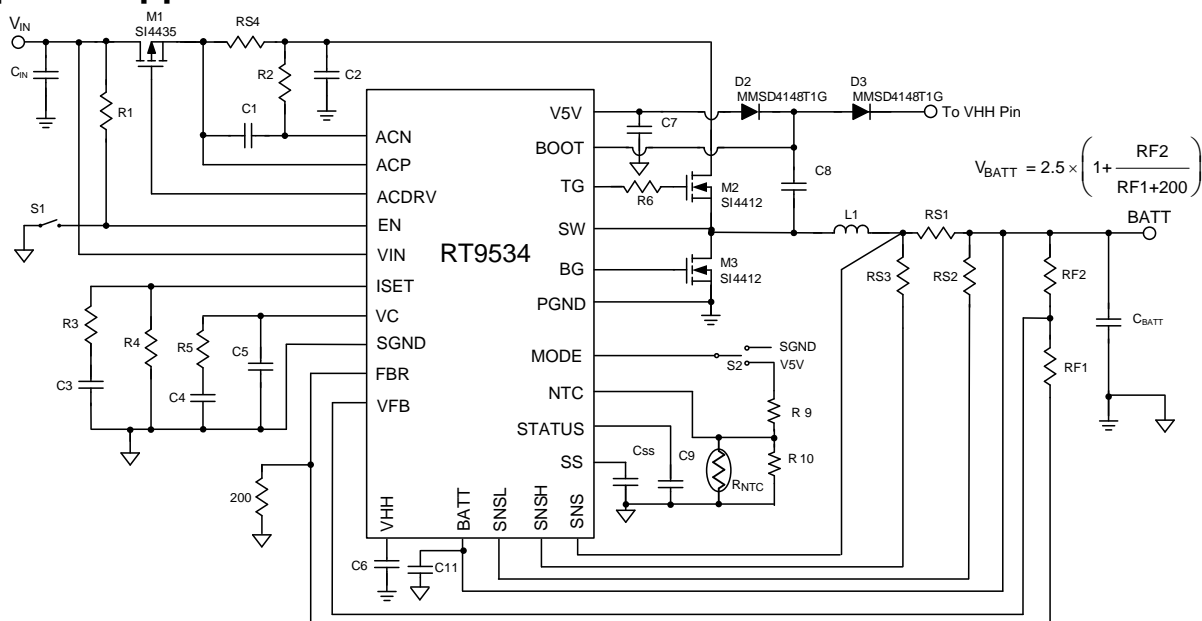 V_IN
M1
SI4435
RS4
C_IN
R1
R2
C2
C1
D2
MMSD4148T1G
D3
MMSD4148T1G
To VHH Pin
C7
C8
V_BATT = 2.5 × (1+ RF2 / RF1+200)
BATT
ACN
ACP
ACDRV
EN
VIN
ISET
VC
SGND
FBR
VFB
RT9534
V5V
BOOT
TG
SW
BG
PGND
MODE
NTC
STATUS
SS
VHH
BATT
SNSL
SNSH
SNS
S1
R6
M2
SI4412
M3
SI4412
L1
RS1
RS3
RS2
RF2
RF1
C_BATT
R3
R4
R5
C5
C3
C4
200
S2
SGND
V5V
R 9
R 10
Css
C9
R_NTC
C6
C11